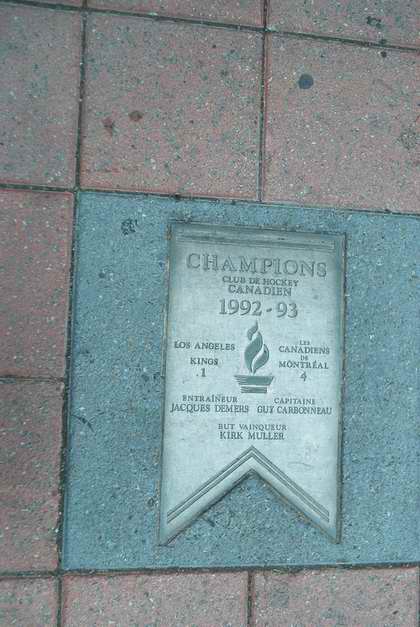 CHAMPIONS
CLUB DE HOCKEY
CANADIEN
1992-93
LOS ANGELES
KINGS
.1
LES
CANADIENS
DE
MONTRÉAL
4
ENTRAÎNEUR
JACQUES DEMERS
CAPITAINE
GUY CARBONNEAU
BUT VAINQUEUR
KIRK MULLER